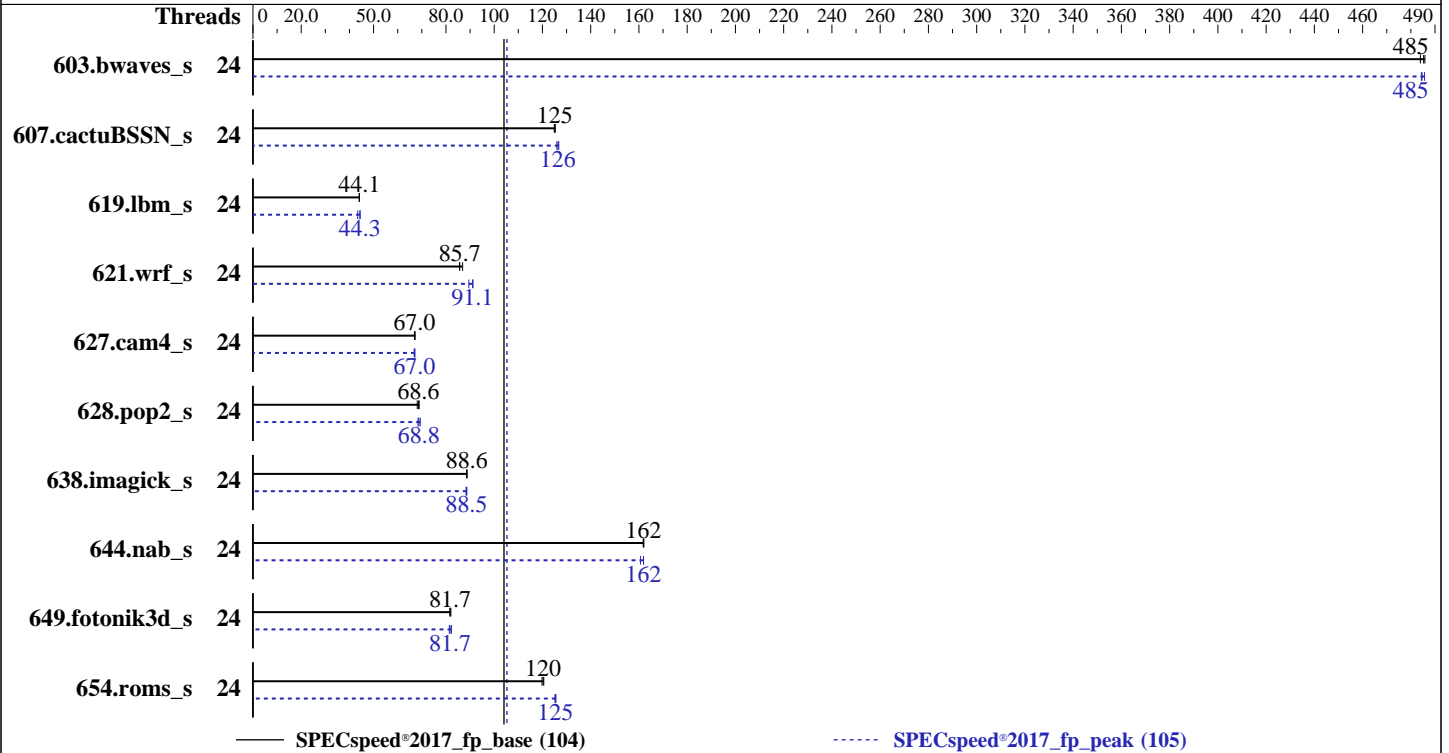 Threads 0 20.0 50.0 80.0 100 120 140 160 180 200 220 240 260 280 300 320 340 360 380 400 420 440 460 490
485
603.bwaves_s 24
485
125
607.cactuBSSN_s 24
126
44.1
619.lbm_s 24
44.3
85.7
621.wrf_s 24
91.1
67.0
627.cam4_s 24
67.0
68.6
628.pop2_s 24
68.8
88.6
638.imagick_s 24
88.5
162
644.nab_s 24
162
81.7
649.fotonik3d_s 24
81.7
120
654.roms_s 24
125
SPECspeed®2017_fp_base (104) SPECspeed®2017_fp_peak (105)